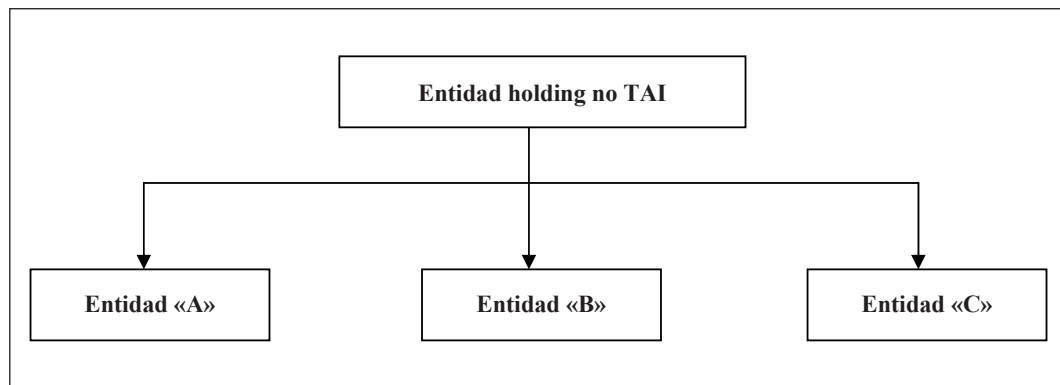 Entidad holding no TAI
Entidad «A»
Entidad «B»
Entidad «C»